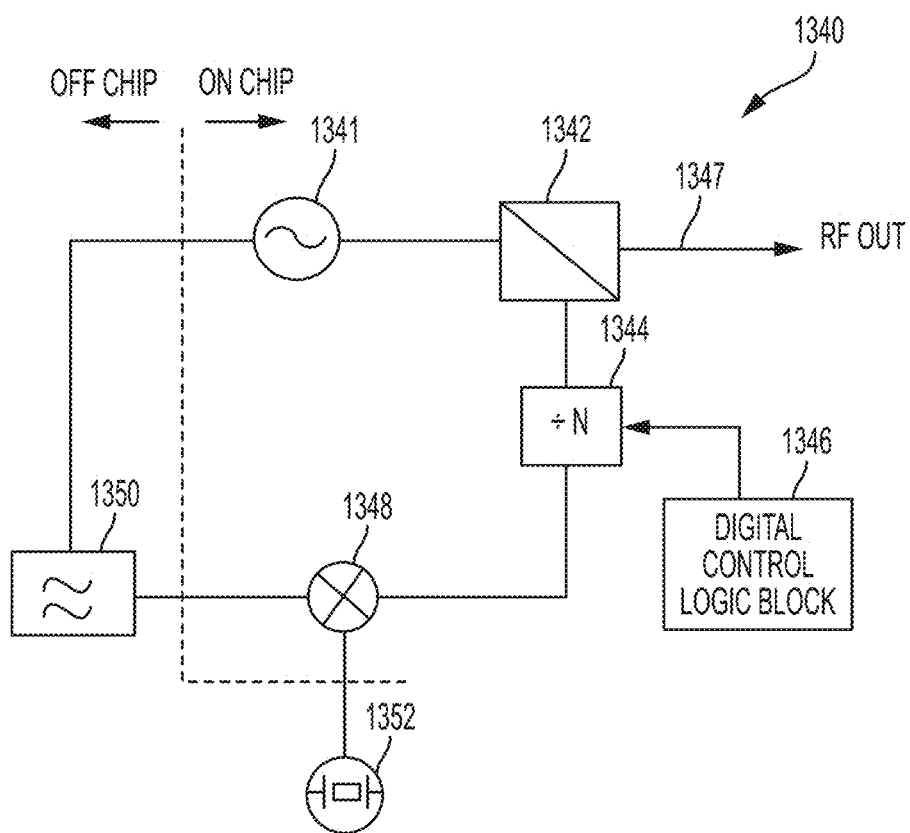 1340
OFF CHIP
ON CHIP
1341
1342
1347
RF OUT
1344
÷ N
1346
1350
1348
DIGITAL
CONTROL
LOGIC BLOCK
1352